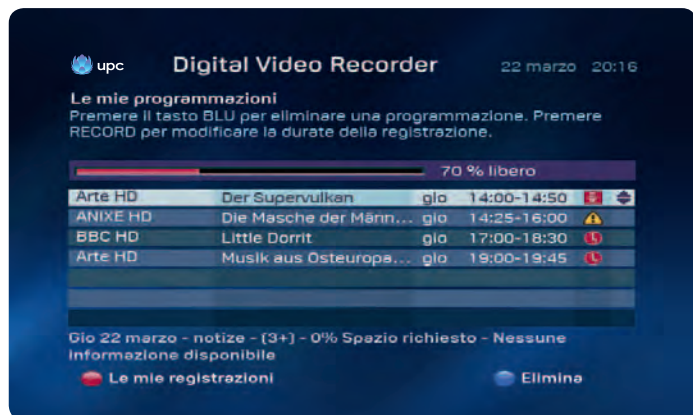 upc Digital Video Recorder 22 marzo 20:16
Le mie programmazioni
Premere il tasto BLU per eliminare una programmazione. Premere
RECORD per modificare la durate della registrazione.
70 % libero
Arte HD Der Supervulkan gio 14:00-14:50
ANIXE HD Die Masche der Männ... gio 14:25-16:00
BBC HD Little Dorrit gio 17:00-18:30
Arte HD Musik aus Osteuropa... gio 19:00-19:45
Gio 22 marzo - notize - (3+) - 0% Spazio richiesto - Nessune
informazione disponibile
Le mie registrazioni Elimina